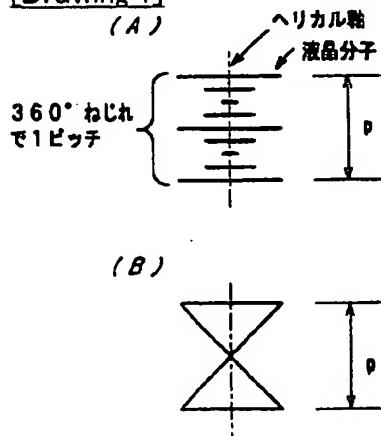 [Drawing 1]
(A)
ヘリカル軸
液晶分子
360°ねじれ
で1ピッチ
p
(B)
p